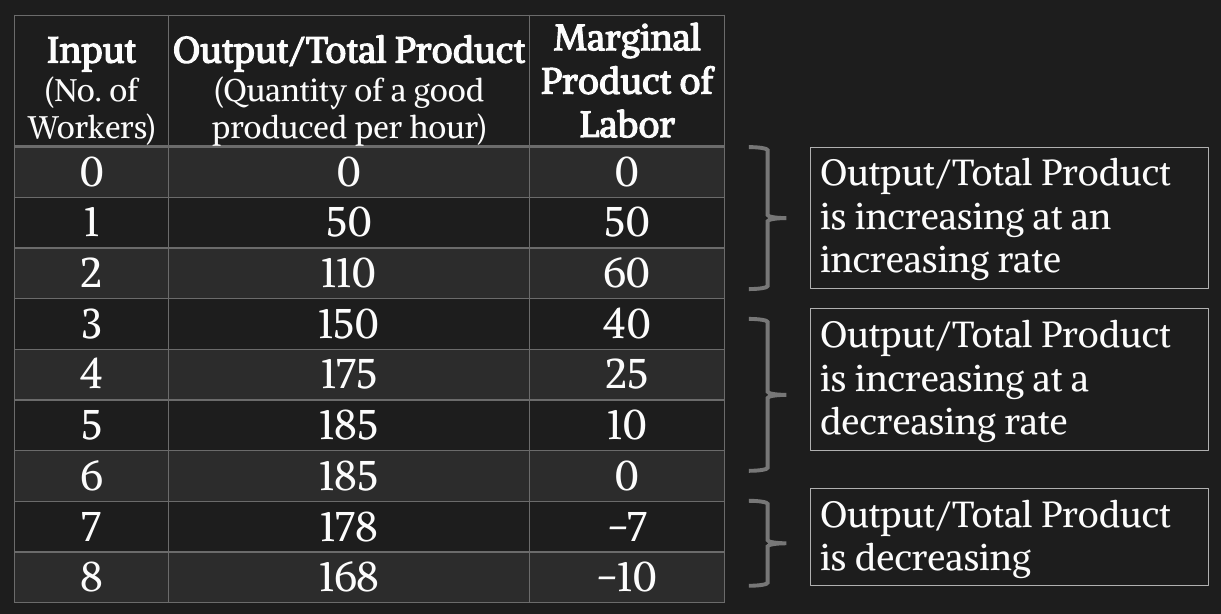 Input
(No. of
Workers)
Output/Total Product
(Quantity of a good
produced per hour)
Marginal
Product of
Labor
0 0 0
1 50 50
2 110 60
3 150 40
4 175 25
5 185 10
6 185 0
7 178 −7
8 168 −10
Output/Total Product
is increasing at an
increasing rate
Output/Total Product
is increasing at a
decreasing rate
Output/Total Product
is decreasing